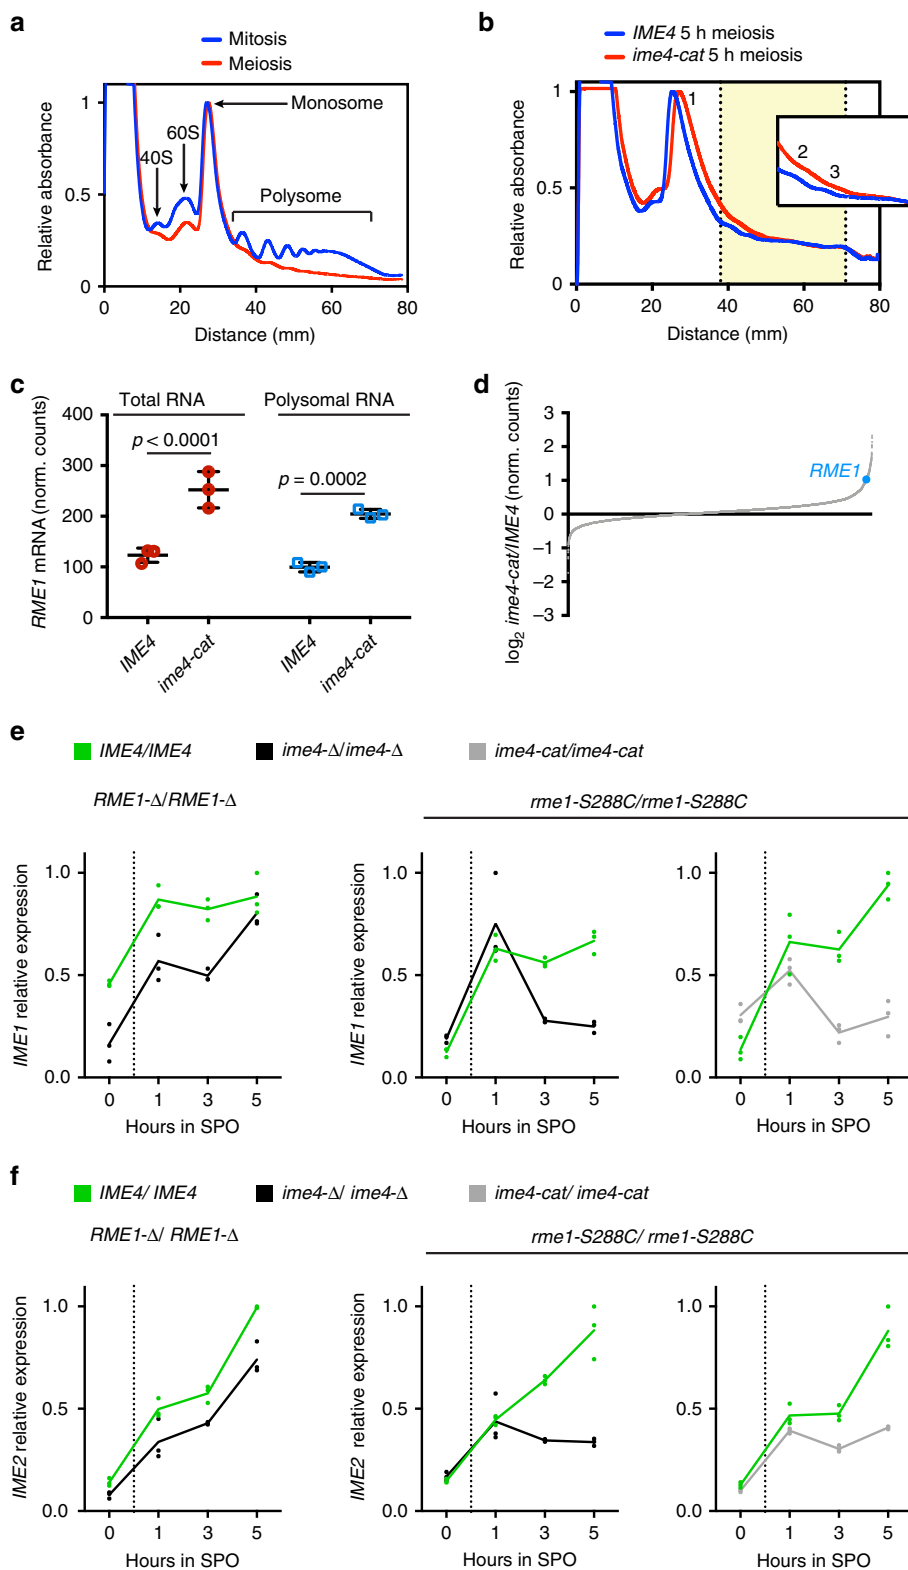 a
Mitosis
Meiosis
Relative absorbance
1
0.5
0
40S
60S
Monosome
Polysome
0 20 40 60 80
Distance (mm)
b
IME4 5 h meiosis
ime4-cat 5 h meiosis
Relative absorbance
1
0.5
0
1
2
3
0 20 40 60 80
Distance (mm)
c
Total RNA
Polysomal RNA
RME1 mRNA (norm. counts)
400
300
200
100
0
p < 0.0001
p = 0.0002
IME4
ime4-cat
IME4
ime4-cat
d
log2 ime4-cat/IME4 (norm. counts)
3
2
1
0
−1
−2
−3
RME1
e
IME4/IME4
ime4-Δ/ime4-Δ
ime4-cat/ime4-cat
RME1-Δ/RME1-Δ
rme1-S288C/rme1-S288C
IME1 relative expression
1.0
0.5
0.0
0 1 3 5
Hours in SPO
IME1 relative expression
1.0
0.5
0.0
0 1 3 5
Hours in SPO
1.0
0.5
0.0
0 1 3 5
Hours in SPO
f
IME4/ IME4
ime4-Δ/ ime4-Δ
ime4-cat/ ime4-cat
RME1-Δ/ RME1-Δ
rme1-S288C/ rme1-S288C
IME2 relative expression
1.0
0.5
0.0
0 1 3 5
Hours in SPO
IME2 relative expression
1.0
0.5
0.0
0 1 3 5
Hours in SPO
1.0
0.5
0.0
0 1 3 5
Hours in SPO